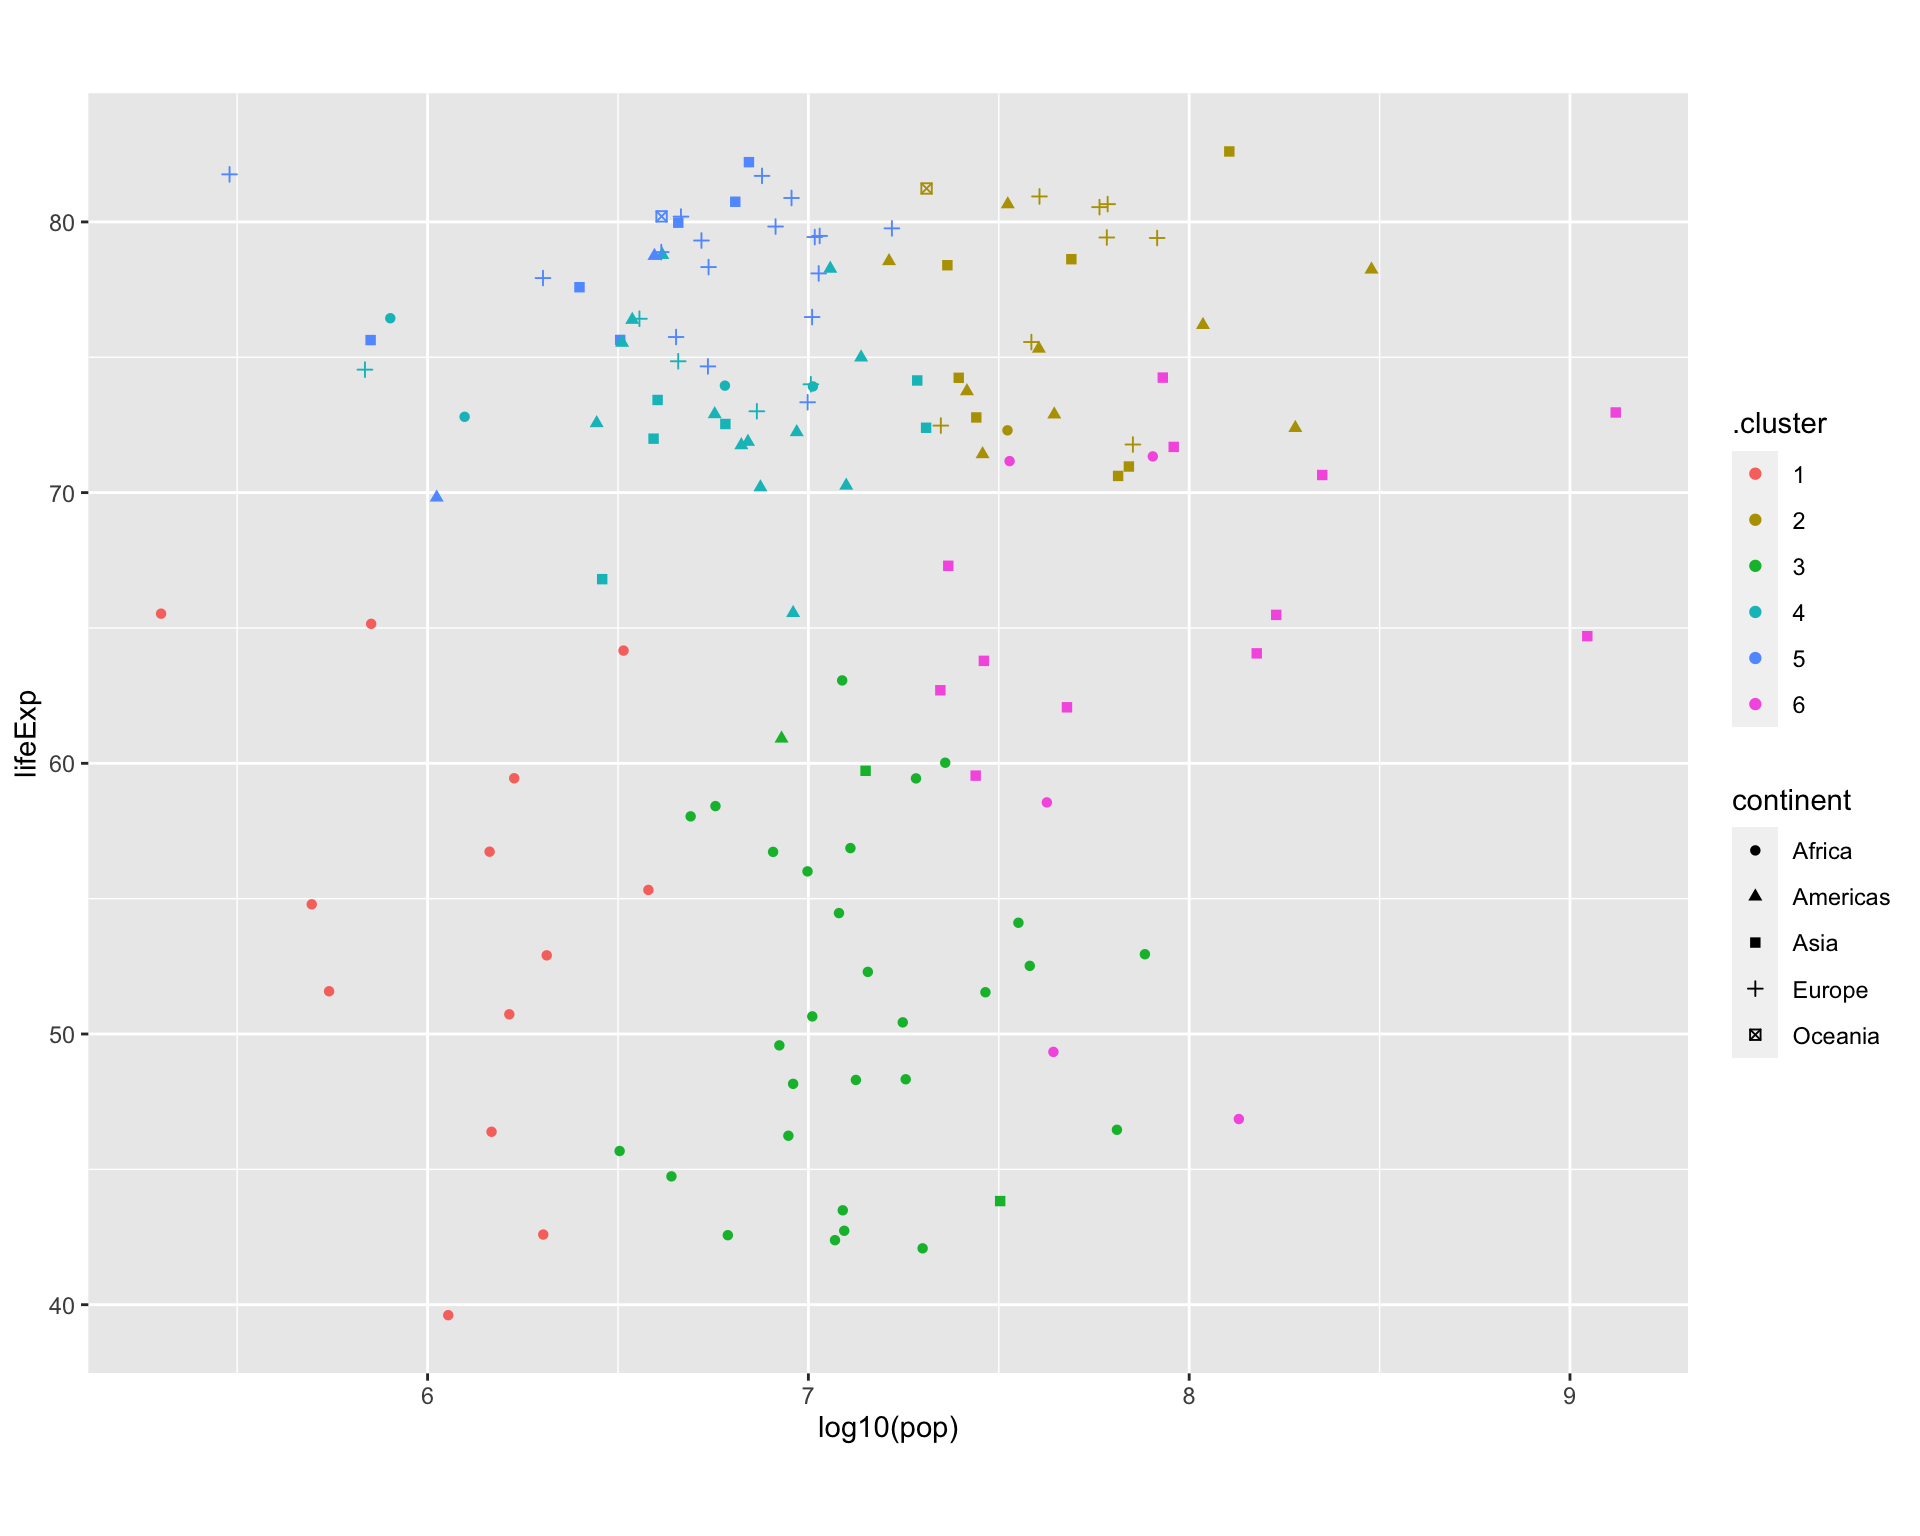 80
70
60
50
40
lifeExp
6 7 8 9
log10(pop)
.cluster
1
2
3
4
5
6
continent
Africa
Americas
Asia
Europe
Oceania